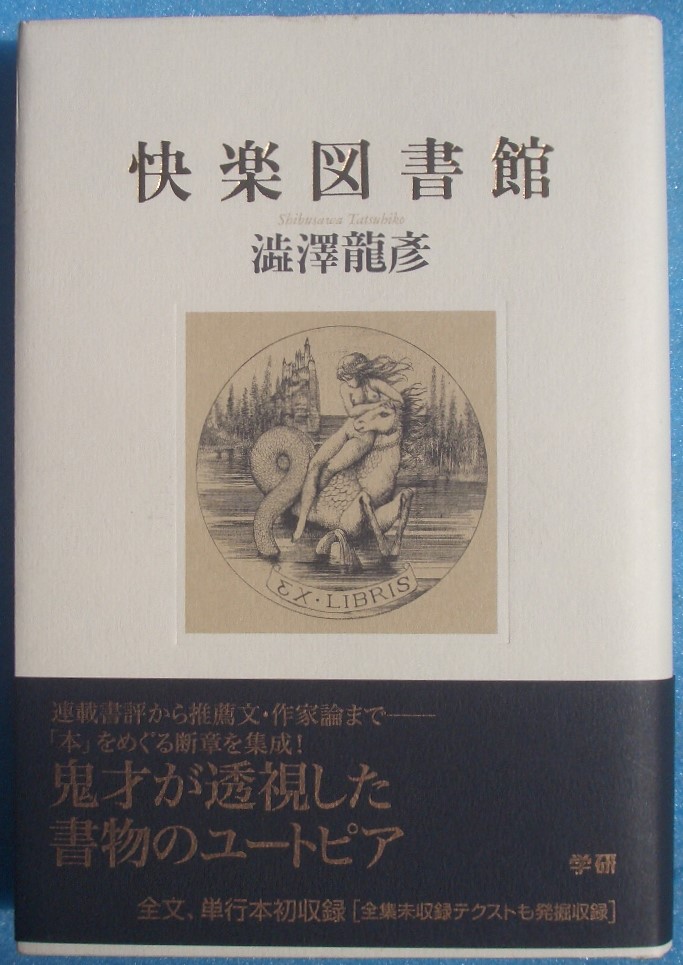 快楽図書館
Shibusawa Tatsuhiko
澁澤龍彥
EX・LIBRIS
連載書評から推薦文・作家論まで——
「本」をめぐる断章を集成！
鬼才が透視した
書物のユートピア
学研
全文、単行本初収録［全集未収録テクストも発掘収録］